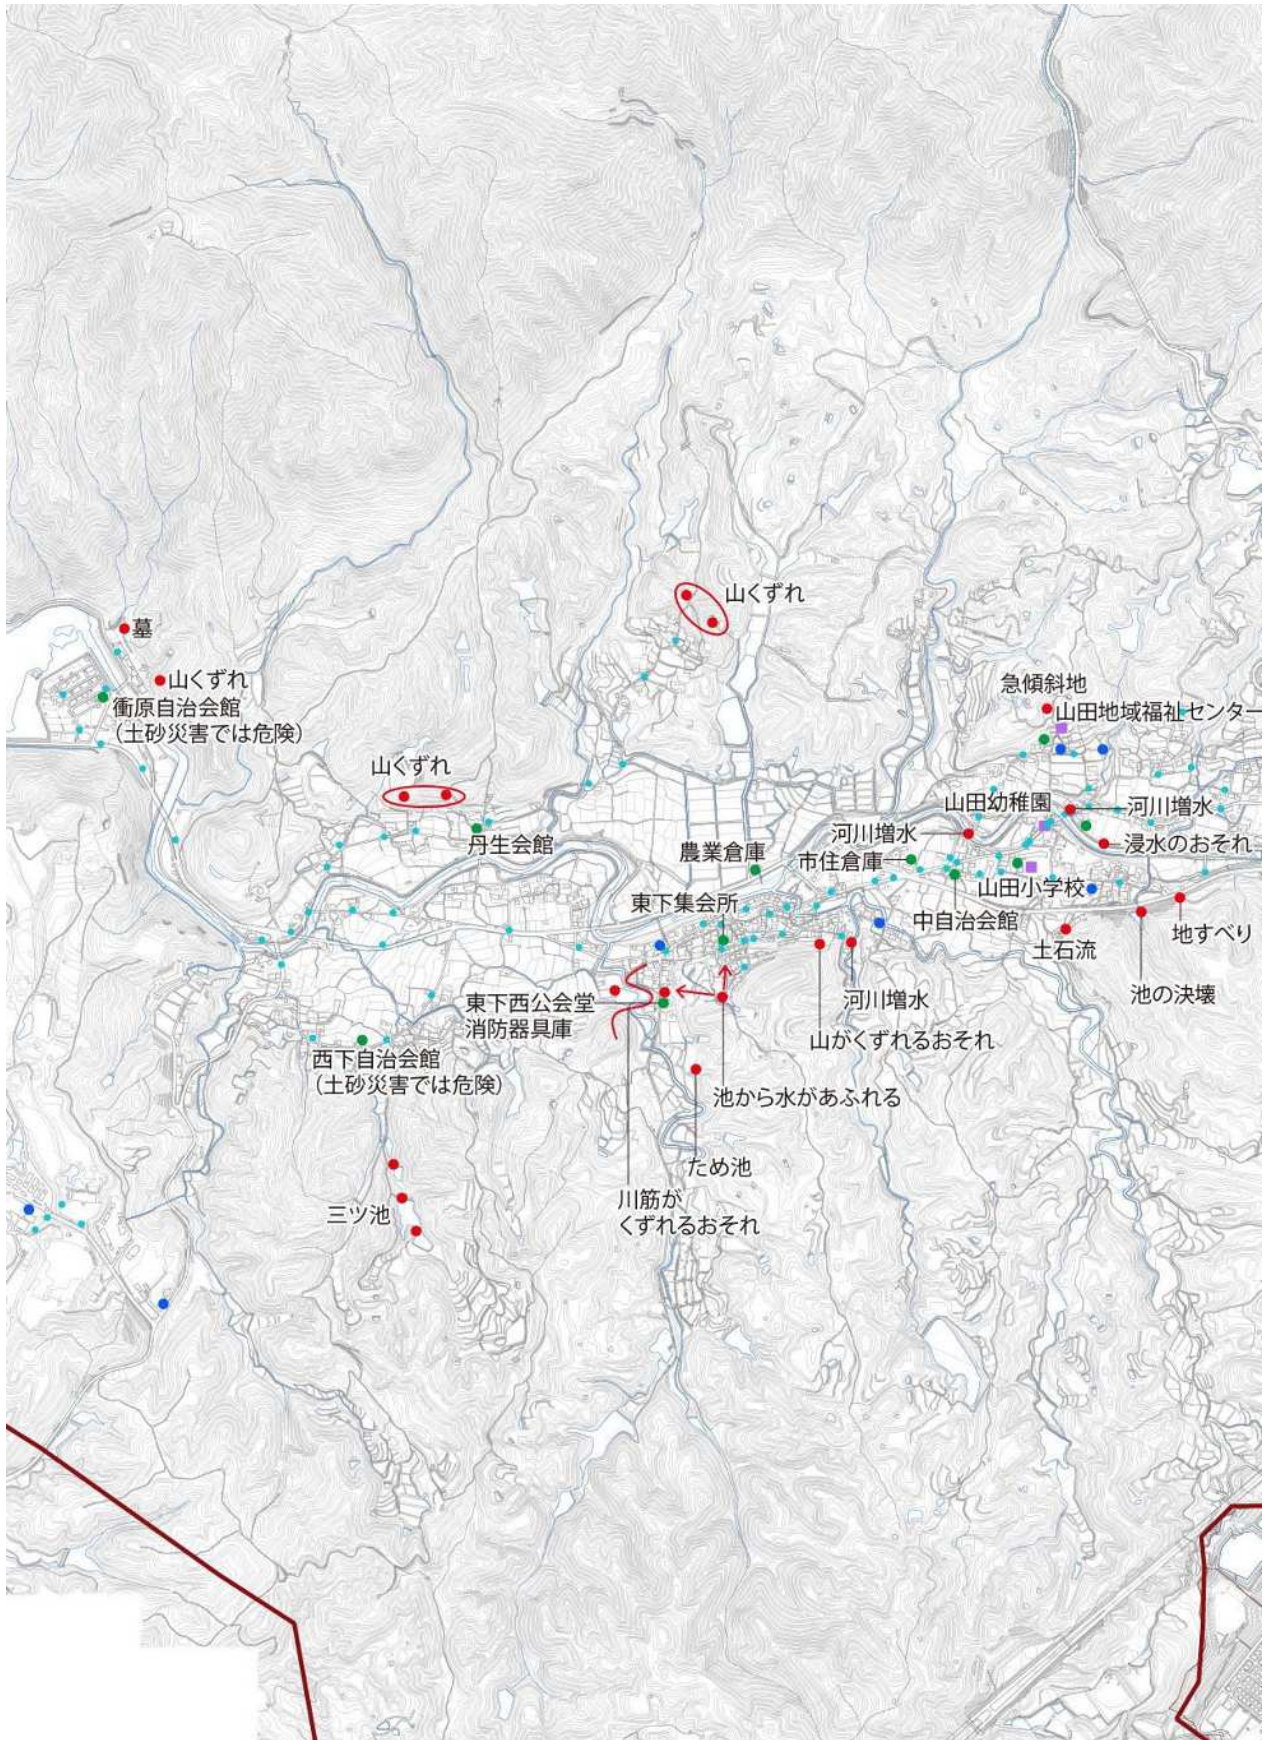 山くずれ
墓
山くずれ
衝原自治会館
（土砂災害では危険）
急傾斜地
山田地域福祉センター
山くずれ
丹生会館
山田幼稚園
河川増水
河川増水
浸水のおそれ
農業倉庫
市住倉庫
山田小学校
東下集会所
中自治会館
地すべり
土石流
池の決壊
東下西公会堂
消防器具庫
河川増水
山がくずれるおそれ
西下自治会館
（土砂災害では危険）
池から水があふれる
ため池
川筋が
くずれるおそれ
三ツ池